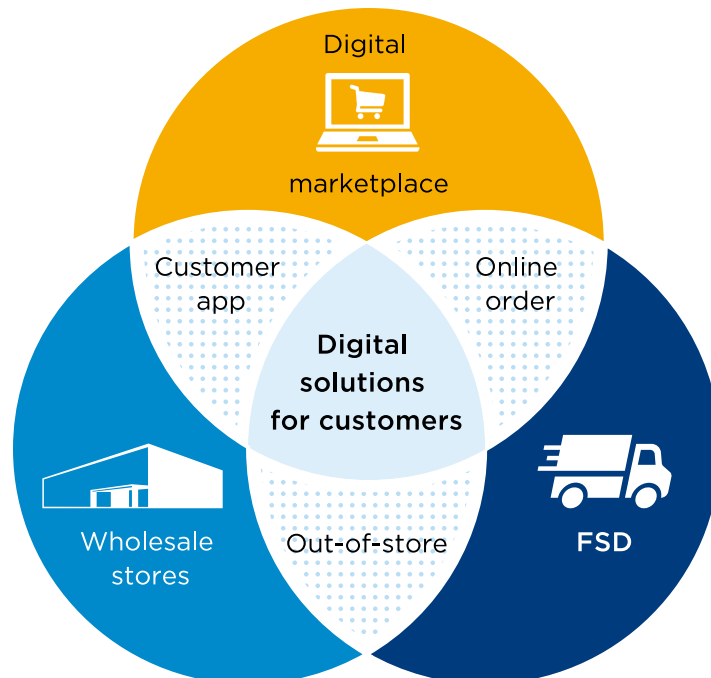 Digital
marketplace
Customer
app
Online
order
Digital
solutions
for customers
Wholesale
stores
Out-of-store
FSD